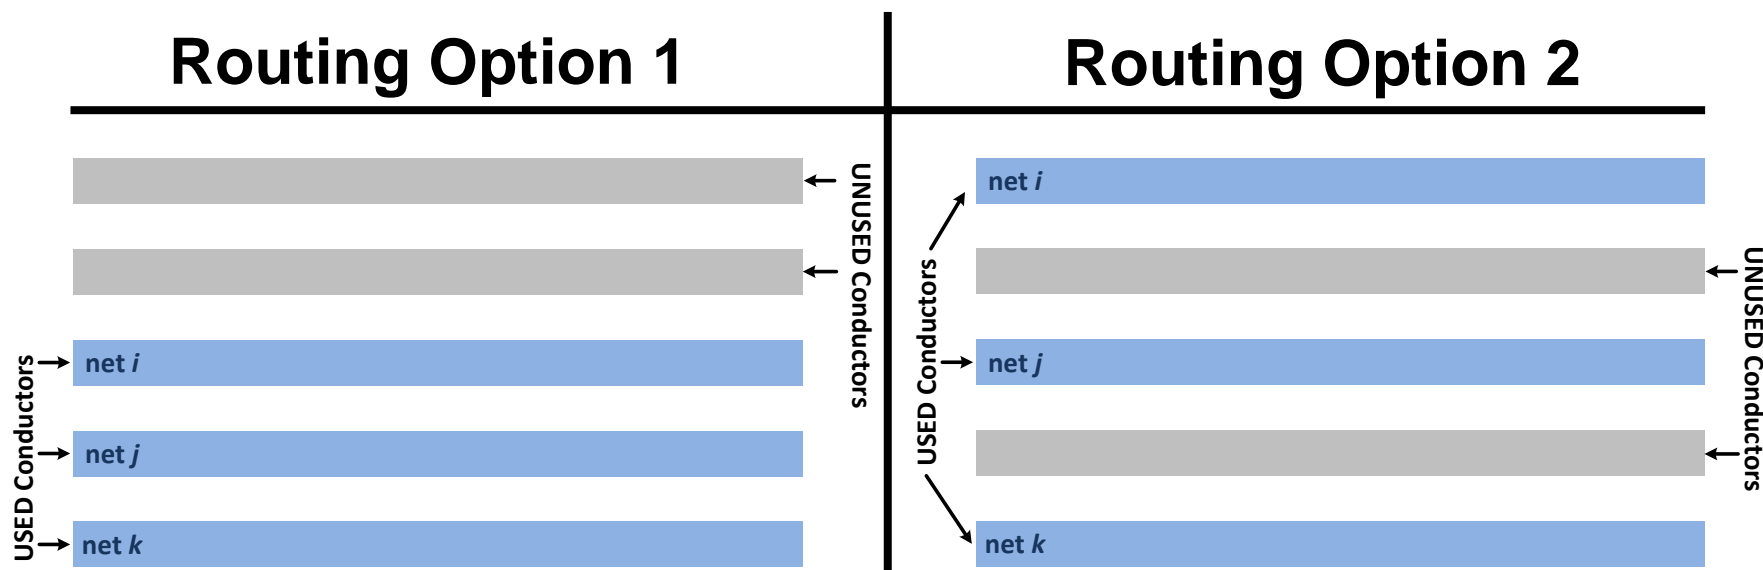 Routing Option 1
UNUSED Conductors
USED Conductors
net i
net j
net k
Routing Option 2
net i
USED Conductors
net j
UNUSED Conductors
net k